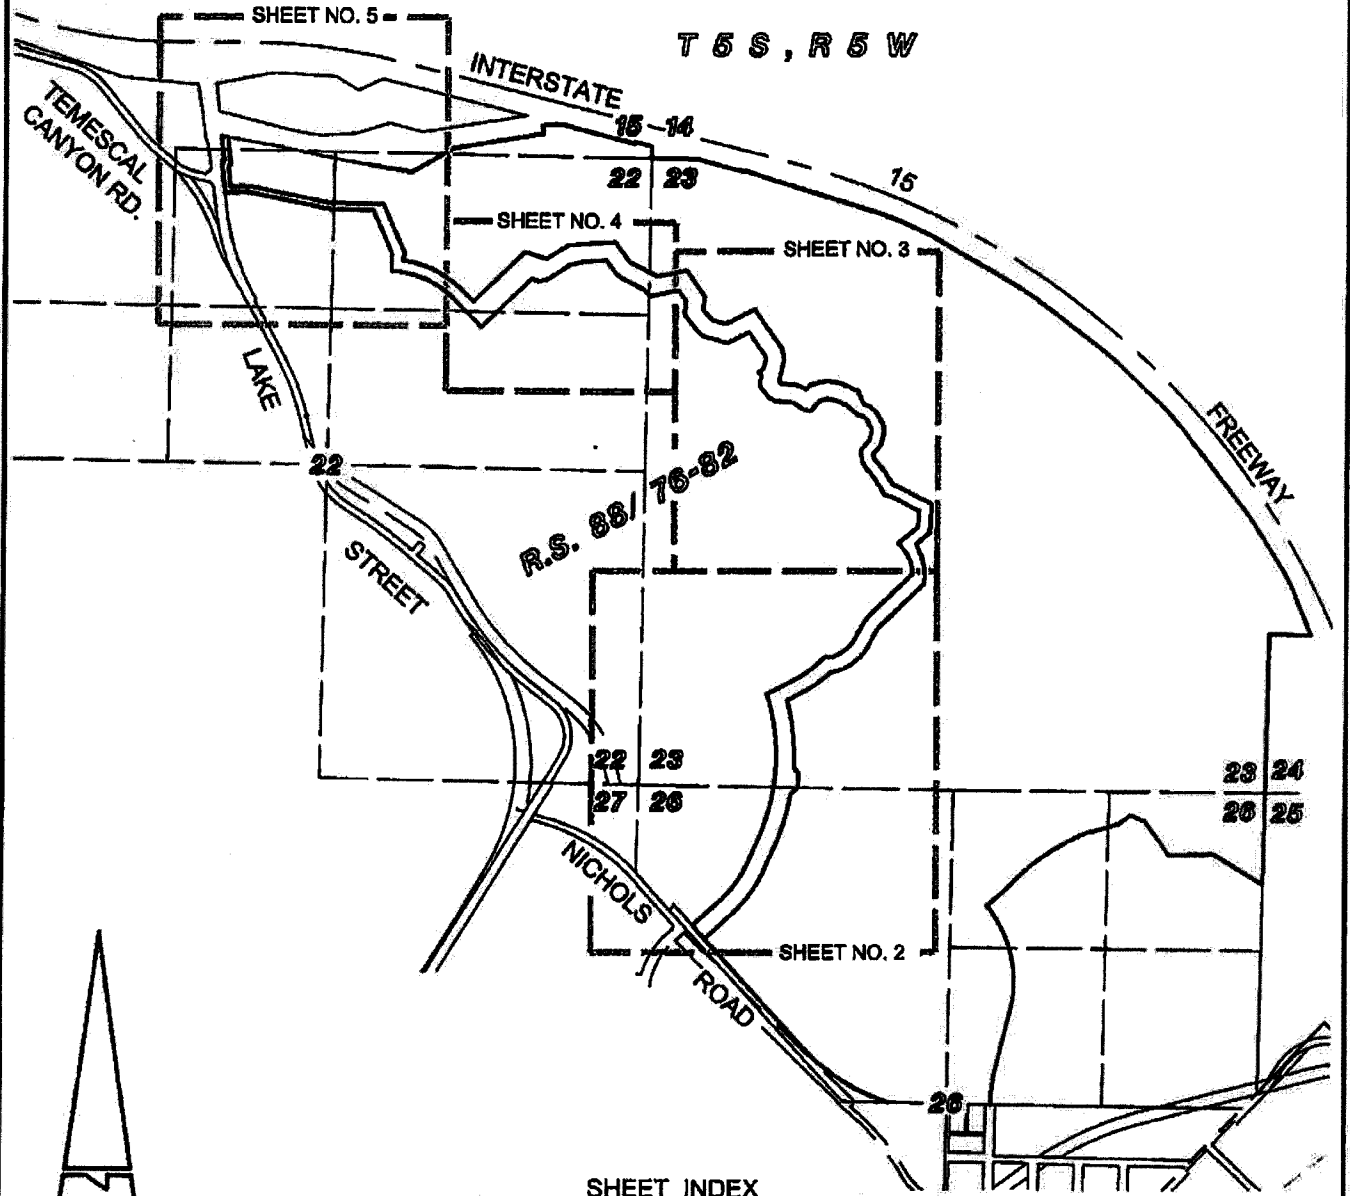 SHEET NO. 5
T 5 S , R 5 W
INTERSTATE
TEMESCAL
CANYON RD.
15 14
22 23
15
SHEET NO. 4
SHEET NO. 3
LAKE
FREEWAY
22
R.S. 88/ 76-82
STREET
22 23
27 26
23 24
26 25
NICHOLS
SHEET NO. 2
ROAD
26
SHEET INDEX